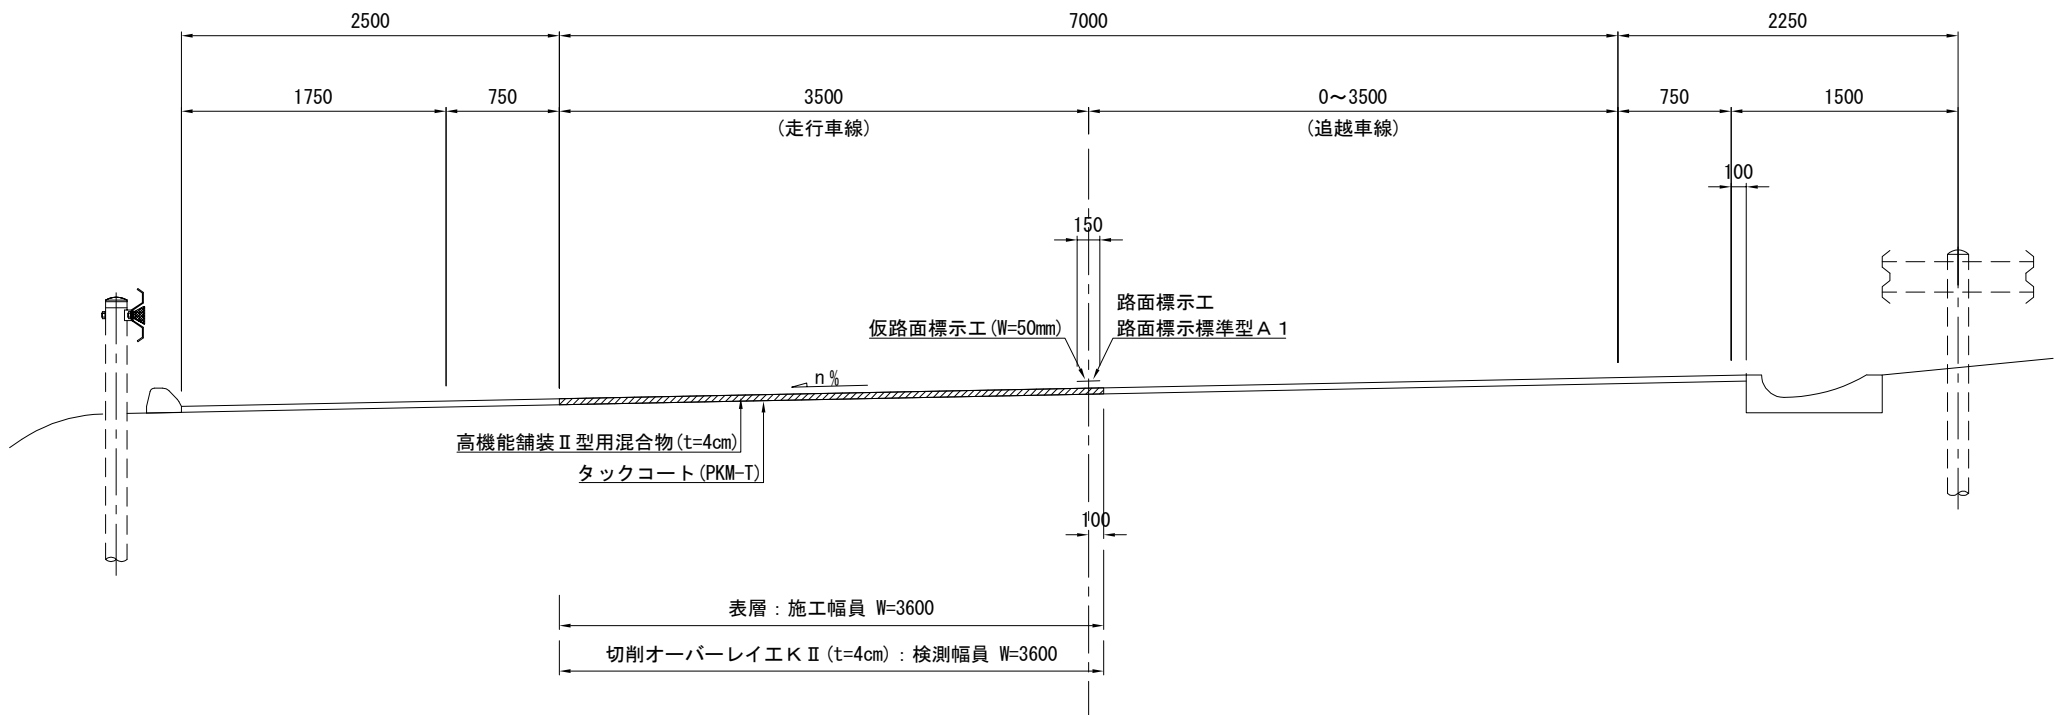 2500
7000
2250
1750
750
3500
0～3500
750
1500
(走行車線)
(追越車線)
100
150
路面標示工
仮路面標示工(W=50mm)
路面標示標準型Ａ１
n%
高機能舗装Ⅱ型用混合物(t=4cm)
タックコート(PKM-T)
100
表層：施工幅員 W=3600
切削オーバーレイ工ＫⅡ(t=4cm)：検測幅員 W=3600